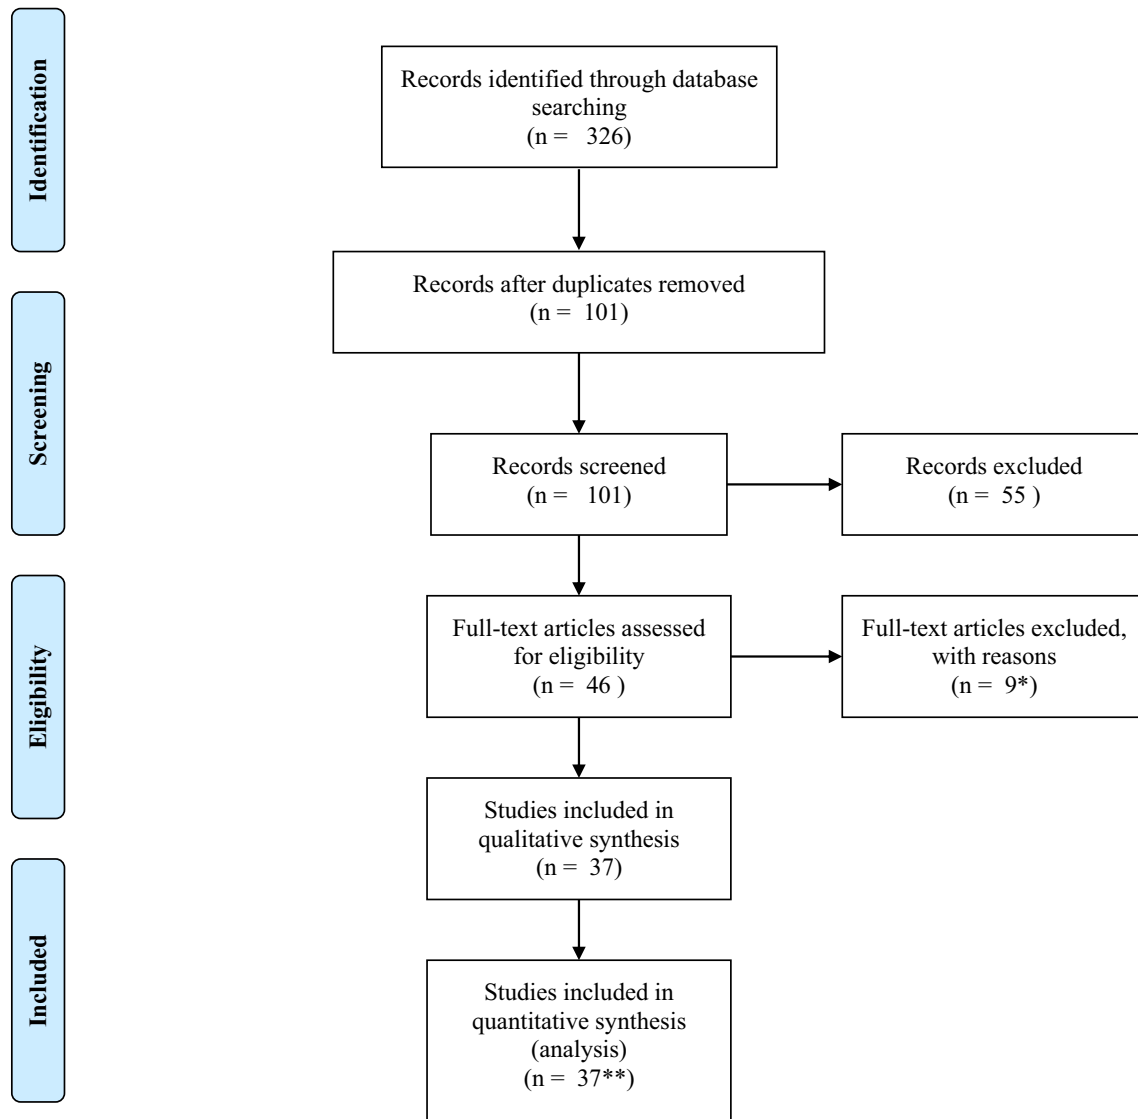 Identification
Records identified through database
searching
(n = 326)
Records after duplicates removed
(n = 101)
Screening
Records screened
(n = 101)
Records excluded
(n = 55 )
Eligibility
Full-text articles assessed
for eligibility
(n = 46 )
Full-text articles excluded,
with reasons
(n = 9*)
Studies included in
qualitative synthesis
(n = 37)
Included
Studies included in
quantitative synthesis
(analysis)
(n = 37**)